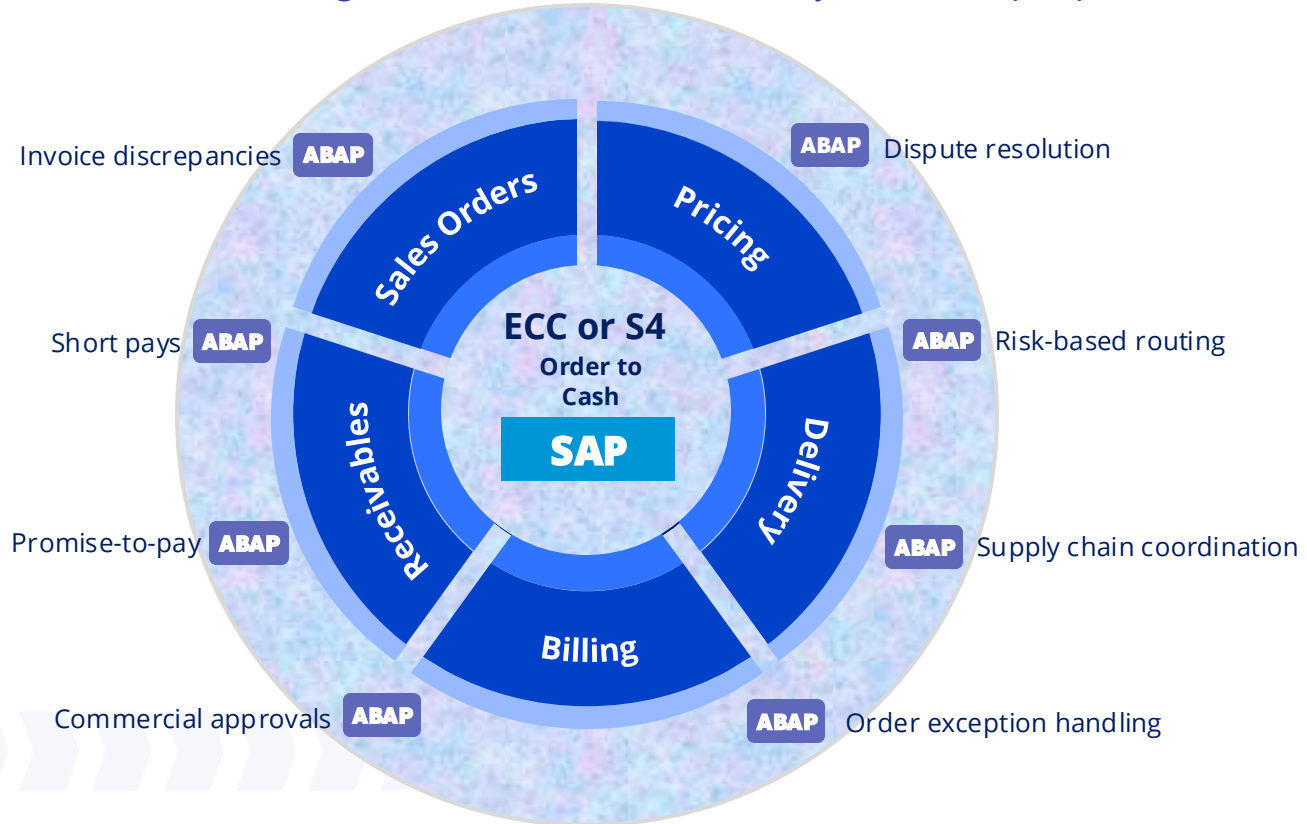 Invoice discrepancies ABAP
ABAP Dispute resolution
Sales Orders
Pricing
Short pays ABAP
ABAP Risk-based routing
ECC or S4
Order to
Cash
SAP
Receivables
Delivery
Promise-to-pay ABAP
ABAP Supply chain coordination
Billing
Commercial approvals ABAP
ABAP Order exception handling